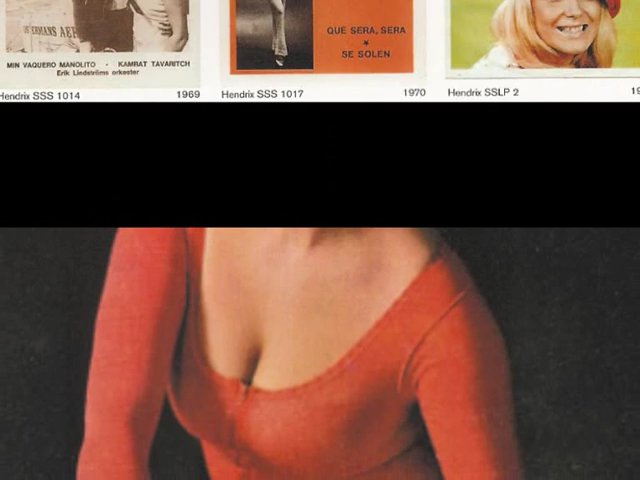 MIN VAQUERO MANOLITO · KAMRAT TAVARITCH
Erik Lindströms orkester
Hendrix SSS 1014 1969
QUE SERA, SERA
★
SE SOLEN
Hendrix SSS 1017 1970
Hendrix SSLP 2